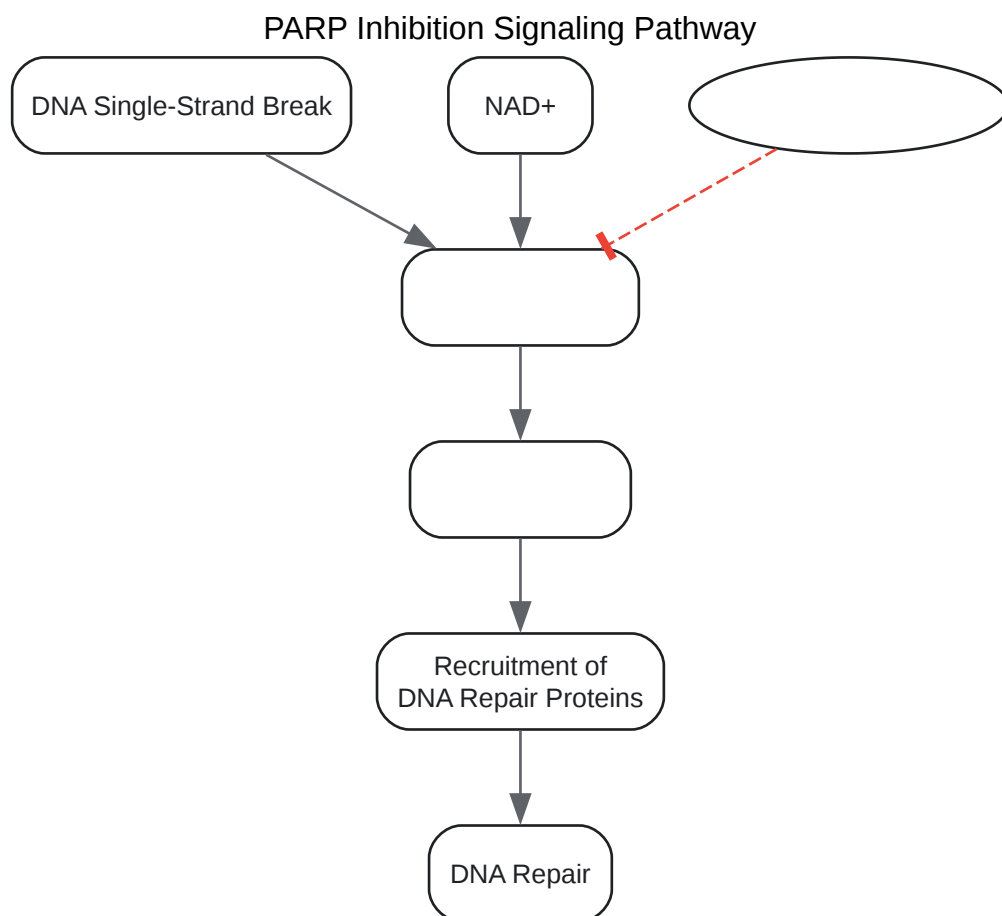 PARP Inhibition Signaling Pathway
DNA Single-Strand Break
NAD+
Recruitment of
DNA Repair Proteins
DNA Repair